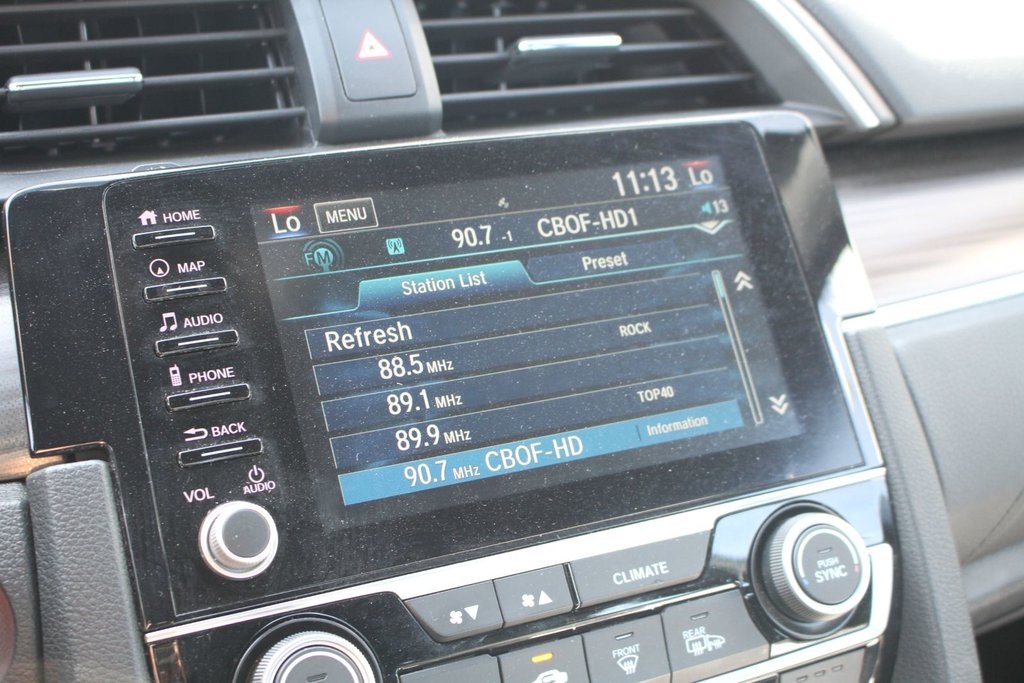 HOME
MAP
AUDIO
PHONE
BACK
VOL
AUDIO
Lo MENU 11:13 Lo
FM 90.7 -1 CBOF-HD1 13
Station List Preset
Refresh
88.5 MHz ROCK
89.1 MHz
89.9 MHz TOP40
90.7 MHz CBOF-HD Information
CLIMATE
PUSH
SYNC
FRONT
REAR